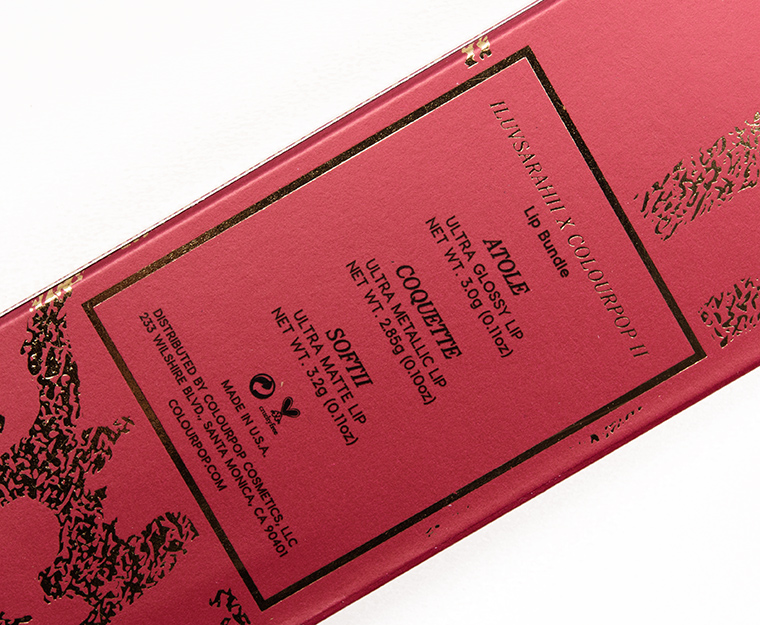 ILUVSARAHII X COLOURPOP II
Lip Bundle
ATOLE
ULTRA GLOSSY LIP
NET WT. 3.0g (0.11oz)
COQUETTE
ULTRA METALLIC LIP
NET WT. 2.85g (0.10oz)
SOFTII
ULTRA MATTE LIP
NET WT. 3.2g (0.11oz)
crueltyfree
MADE IN U.S.A.
DISTRIBUTED BY COLOURPOP COSMETICS, LLC
233 WILSHIRE BLVD., SANTA MONICA, CA 90401
COLOURPOP.COM